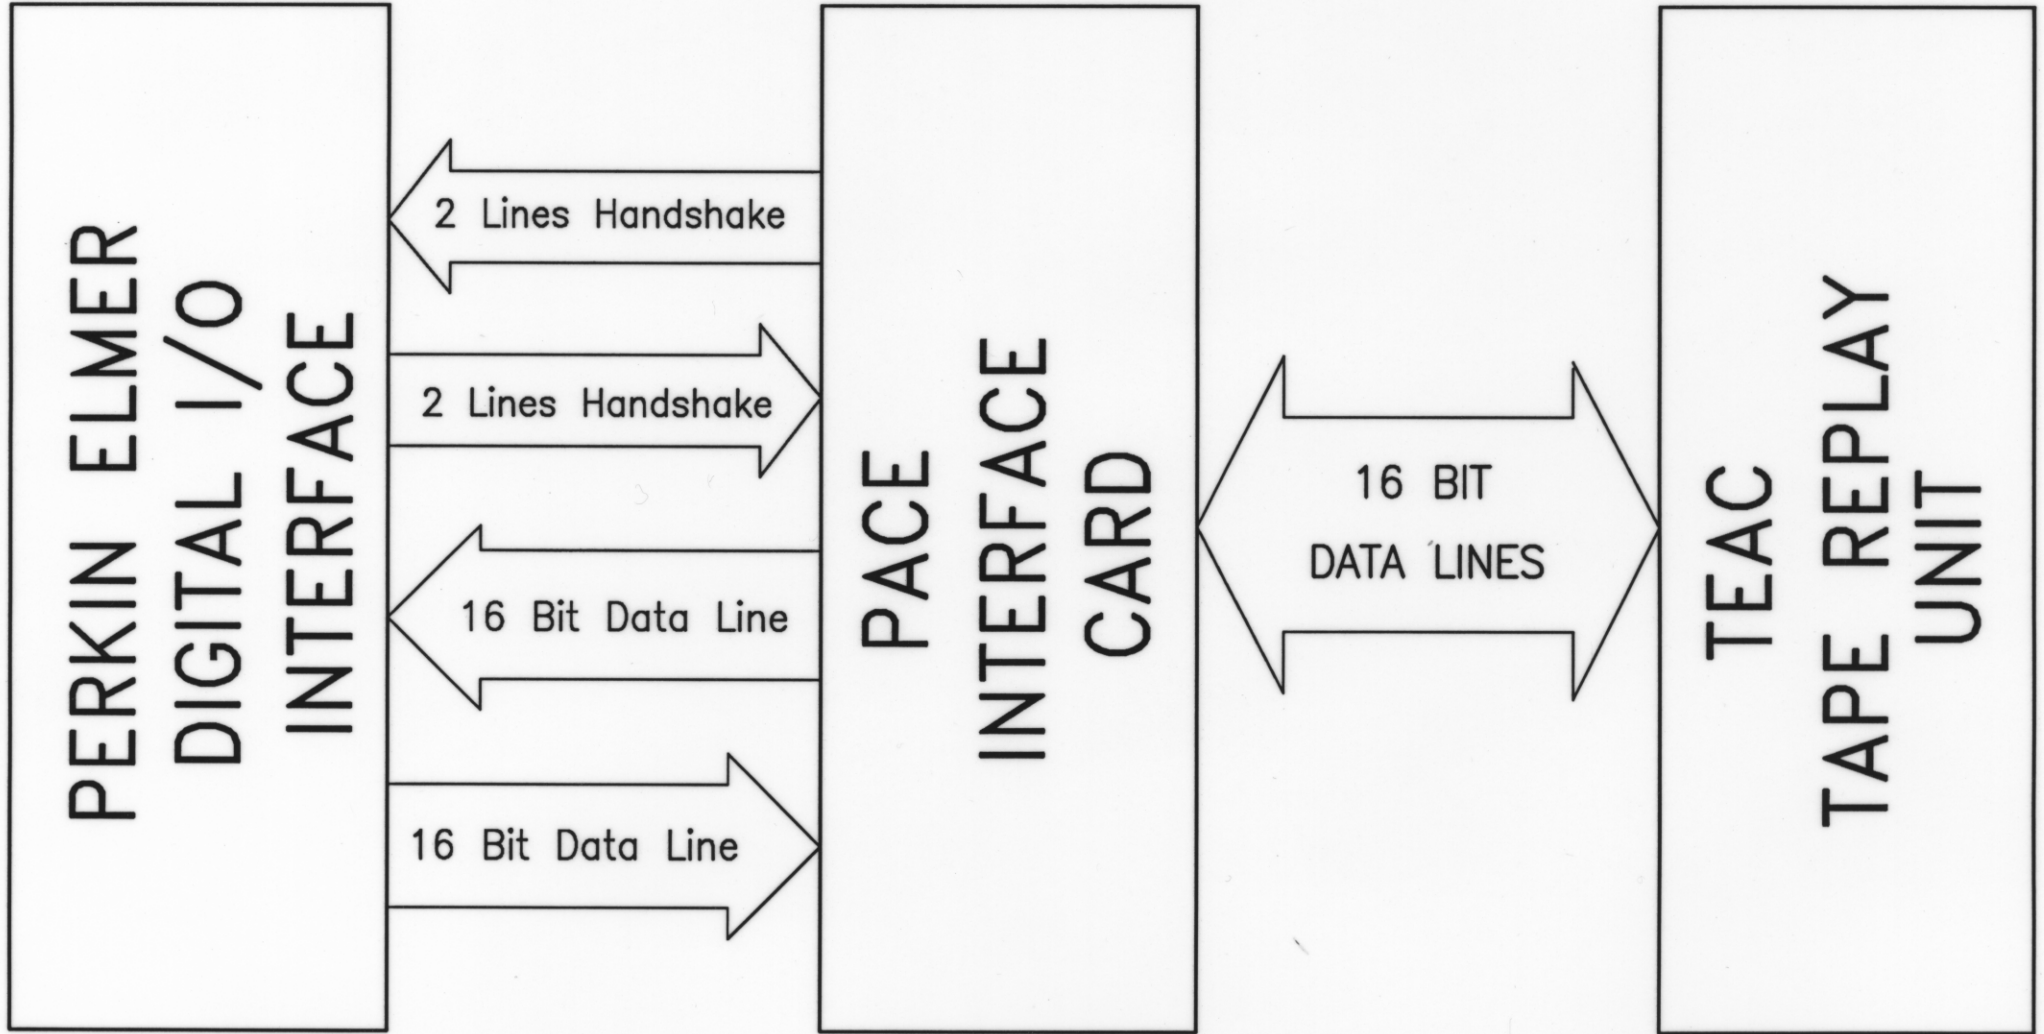 PERKIN ELMER
DIGITAL I/O
INTERFACE
2 Lines Handshake
2 Lines Handshake
16 Bit Data Line
16 Bit Data Line
PACE
INTERFACE
CARD
16 BIT
DATA LINES
TEAC
TAPE REPLAY
UNIT